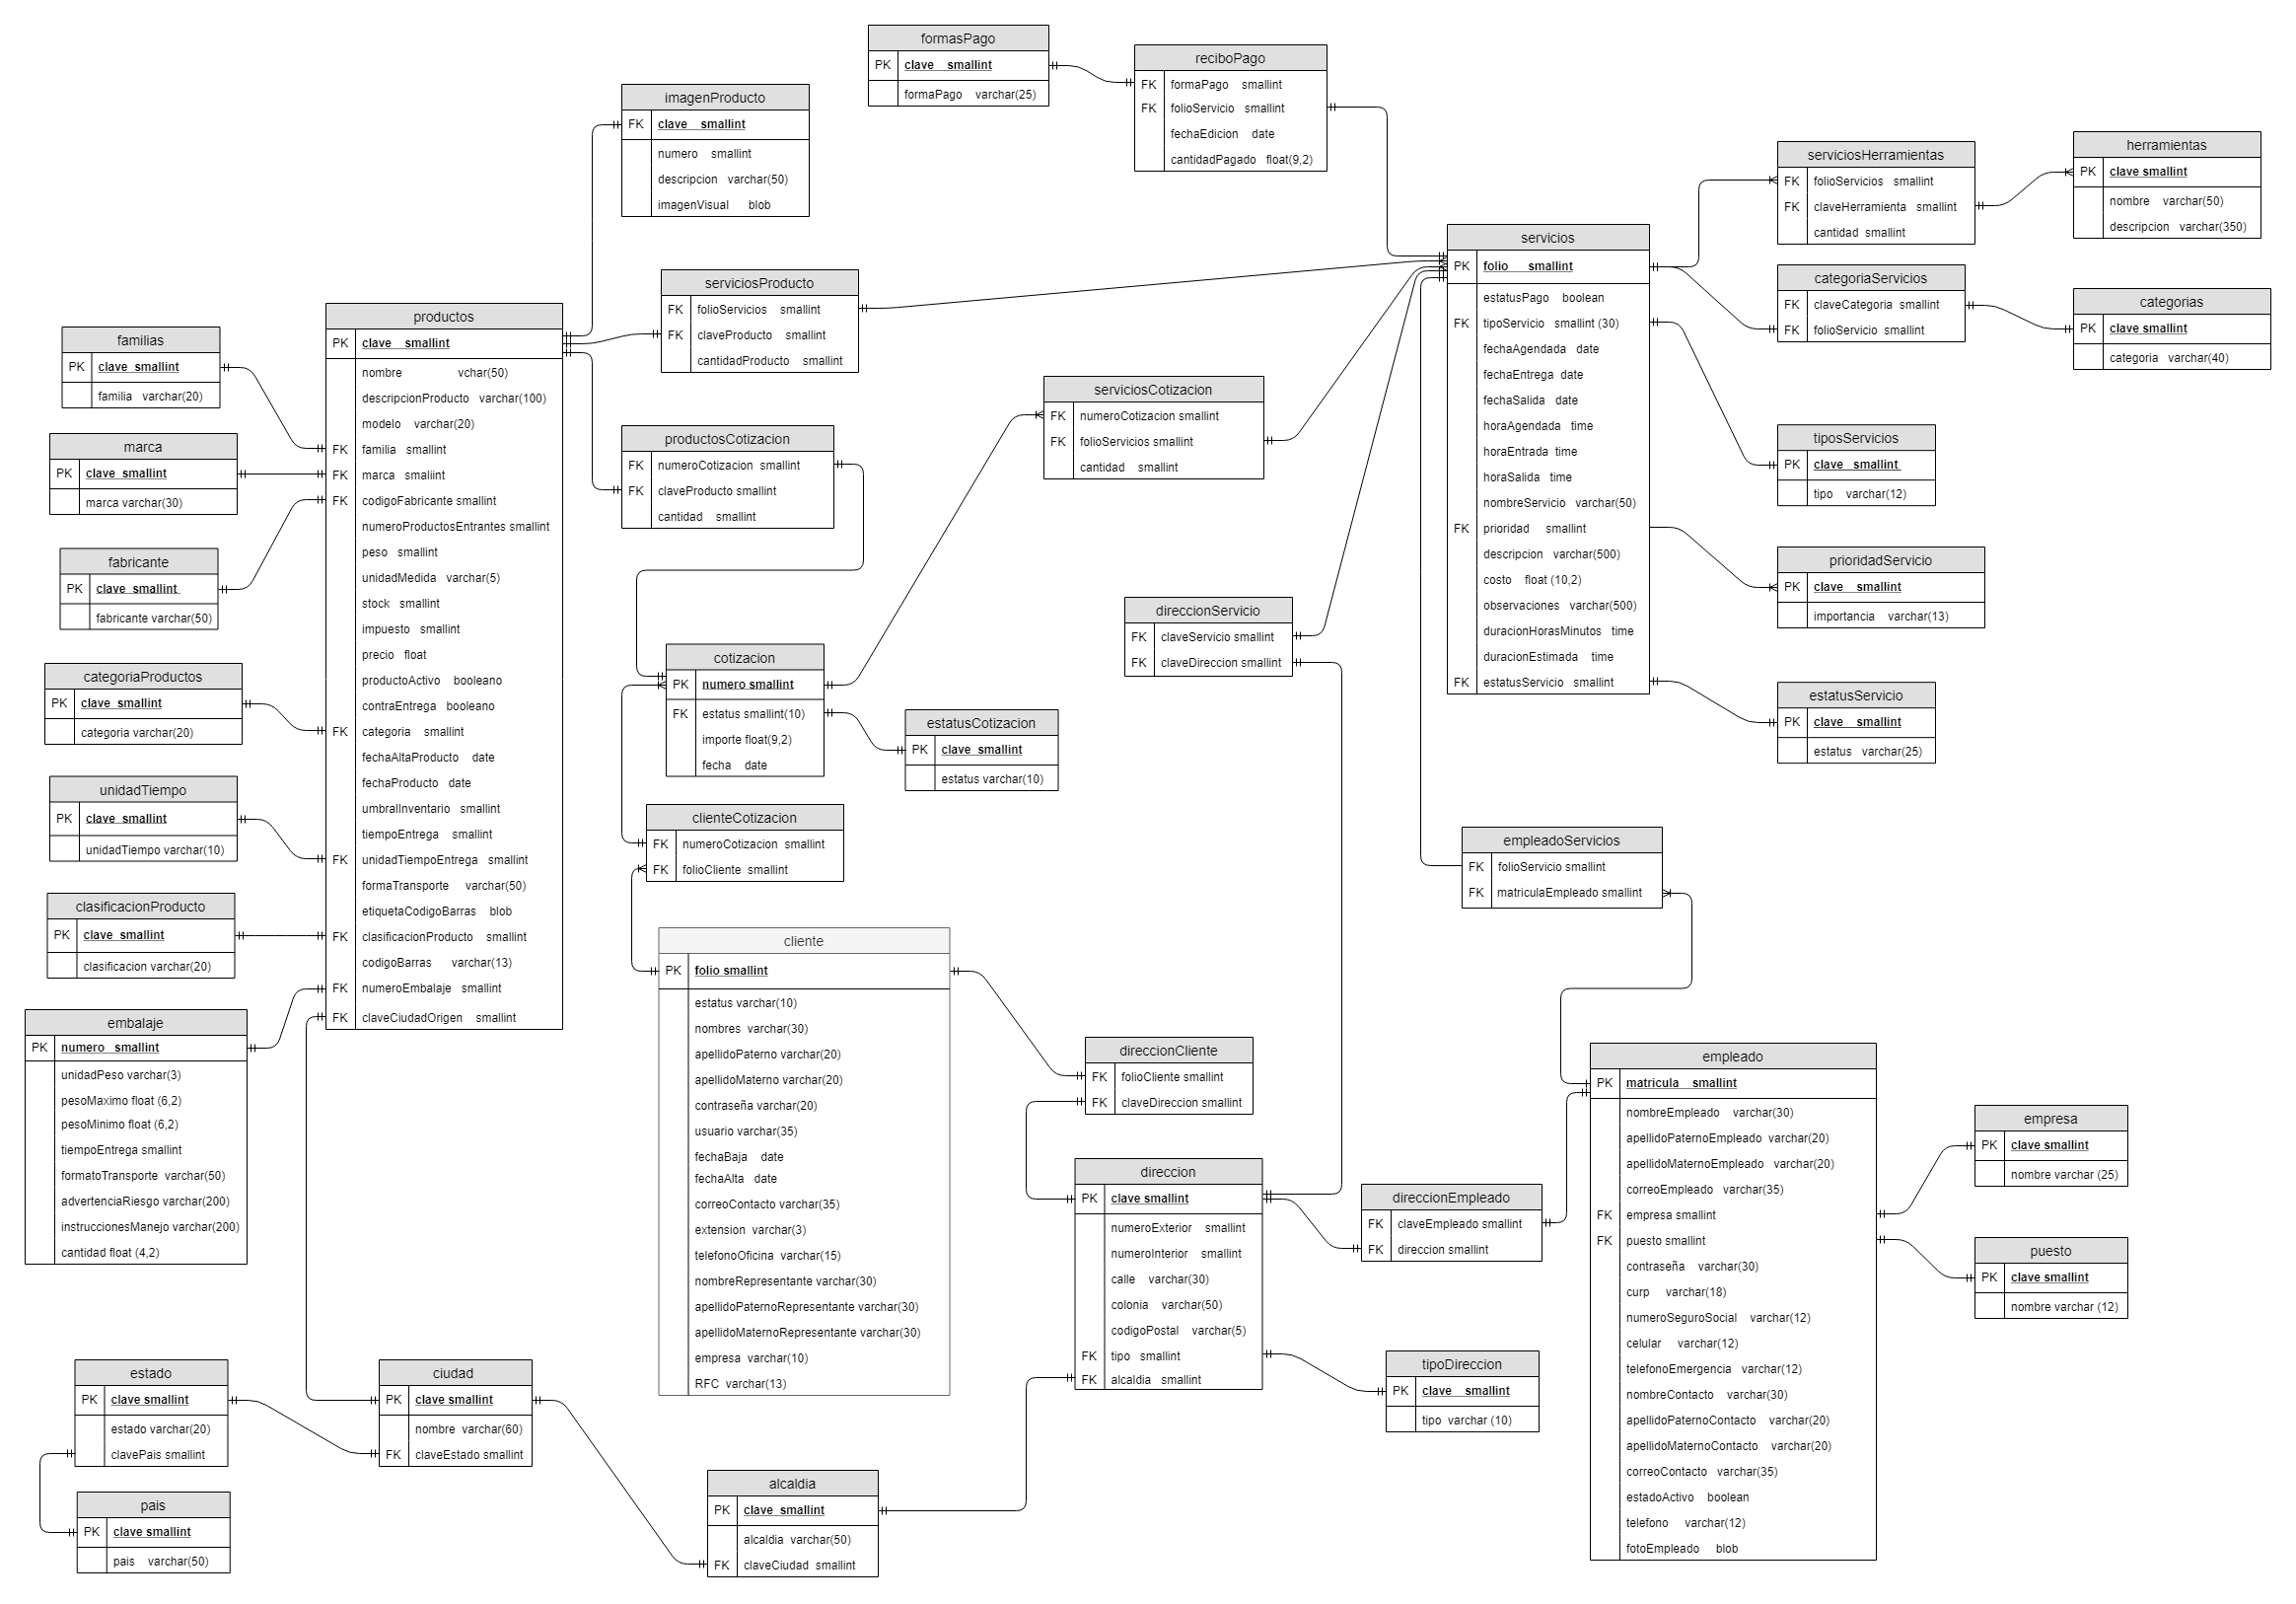 formasPago
PK clave smallint
formaPago varchar(25)
reciboPago
FK formaPago smallint
FK folioServicio smallint
fechaEdicion date
cantidadPagado float(9,2)
imagenProducto
FK clave smallint
numero smallint
descripcion varchar(50)
imagenVisual blob
serviciosHerramientas
FK folioServicios smallint
FK claveHerramienta smallint
cantidad smallint
herramientas
PK clave smallint
nombre varchar(50)
descripcion varchar(350)
servicios
PK folio smallint
estatusPago boolean
FK tipoServicio smallint (30)
fechaAgendada date
fechaEntrega date
fechaSalida date
horaAgendada time
horaEntrada time
horaSalida time
nombreServicio varchar(50)
FK prioridad smallint
descripcion varchar(500)
costo float (10,2)
observaciones varchar(500)
duracionHorasMinutos time
duracionEstimada time
FK estatusServicio smallint
categoriaServicios
FK claveCategoria smallint
FK folioServicio smallint
categorias
PK clave smallint
categoria varchar(40)
serviciosProducto
FK folioServicios smallint
FK claveProducto smallint
cantidadProducto smallint
productos
PK clave smallint
nombre vchar(50)
descripcionProducto varchar(100)
modelo varchar(20)
FK familia smallint
FK marca smallint
FK codigoFabricante smallint
numeroProductosEntrantes smallint
peso smallint
unidadMedida varchar(5)
stock smallint
impuesto smallint
precio float
productoActivo booleano
contraEntrega booleano
FK categoria smallint
fechaAltaProducto date
fechaProducto date
umbralInventario smallint
tiempoEntrega smallint
FK unidadTiempoEntrega smallint
formaTransporte varchar(50)
etiquetaCodigoBarras blob
FK clasificacionProducto smallint
codigoBarras varchar(13)
FK numeroEmbalaje smallint
FK claveCiudadOrigen smallint
familias
PK clave smallint
familia varchar(20)
marca
PK clave smallint
marca varchar(30)
fabricante
PK clave smallint
fabricante varchar(50)
categoriaProductos
PK clave smallint
categoria varchar(20)
unidadTiempo
PK clave smallint
unidadTiempo varchar(10)
clasificacionProducto
PK clave smallint
clasificacion varchar(20)
embalaje
PK numero smallint
unidadPeso varchar(3)
pesoMaximo float (6,2)
pesoMinimo float (6,2)
tiempoEntrega smallint
formatoTransporte varchar(50)
advertenciaRiesgo varchar(200)
instruccionesManejo varchar(200)
cantidad float (4,2)
productosCotizacion
FK numeroCotizacion smallint
FK claveProducto smallint
cantidad smallint
serviciosCotizacion
FK numeroCotizacion smallint
FK folioServicios smallint
cantidad smallint
tiposServicios
PK clave smallint
tipo varchar(12)
prioridadServicio
PK clave smallint
importancia varchar(13)
estatusServicio
PK clave smallint
estatus varchar(25)
direccionServicio
FK claveServicio smallint
FK claveDireccion smallint
cotizacion
PK numero smallint
FK estatus smallint(10)
importe float(9,2)
fecha date
estatusCotizacion
PK clave smallint
estatus varchar(10)
clienteCotizacion
FK numeroCotizacion smallint
FK folioCliente smallint
empleadoServicios
FK folioServicio smallint
FK matriculaEmpleado smallint
cliente
PK folio smallint
estatus varchar(10)
nombres varchar(30)
apellidoPaterno varchar(20)
apellidoMaterno varchar(20)
contraseña varchar(20)
usuario varchar(35)
fechaBaja date
fechaAlta date
correoContacto varchar(35)
extension varchar(3)
telefonoOficina varchar(15)
nombreRepresentante varchar(30)
apellidoPaternoRepresentante varchar(30)
apellidoMaternoRepresentante varchar(30)
empresa varchar(10)
RFC varchar(13)
direccionCliente
FK folioCliente smallint
FK claveDireccion smallint
direccion
PK clave smallint
numeroExterior smallint
numeroInterior smallint
calle varchar(30)
colonia varchar(50)
codigoPostal varchar(5)
FK tipo smallint
FK alcaldia smallint
direccionEmpleado
FK claveEmpleado smallint
FK direccion smallint
tipoDireccion
PK clave smallint
tipo varchar (10)
empleado
PK matricula smallint
nombreEmpleado varchar(30)
apellidoPaternoEmpleado varchar(20)
apellidoMaternoEmpleado varchar(20)
correoEmpleado varchar(35)
FK empresa smallint
FK puesto smallint
contraseña varchar(30)
curp varchar(18)
numeroSeguroSocial varchar(12)
celular varchar(12)
telefonoEmergencia varchar(12)
nombreContacto varchar(30)
apellidoPaternoContacto varchar(20)
apellidoMaternoContacto varchar(20)
correoContacto varchar(35)
estadoActivo boolean
telefono varchar(12)
fotoEmpleado blob
empresa
PK clave smallint
nombre varchar (25)
puesto
PK clave smallint
nombre varchar (12)
estado
PK clave smallint
estado varchar(20)
clavePais smallint
ciudad
PK clave smallint
nombre varchar(60)
FK claveEstado smallint
pais
PK clave smallint
pais varchar(50)
alcaldia
PK clave smallint
alcaldia varchar(50)
FK claveCiudad smallint